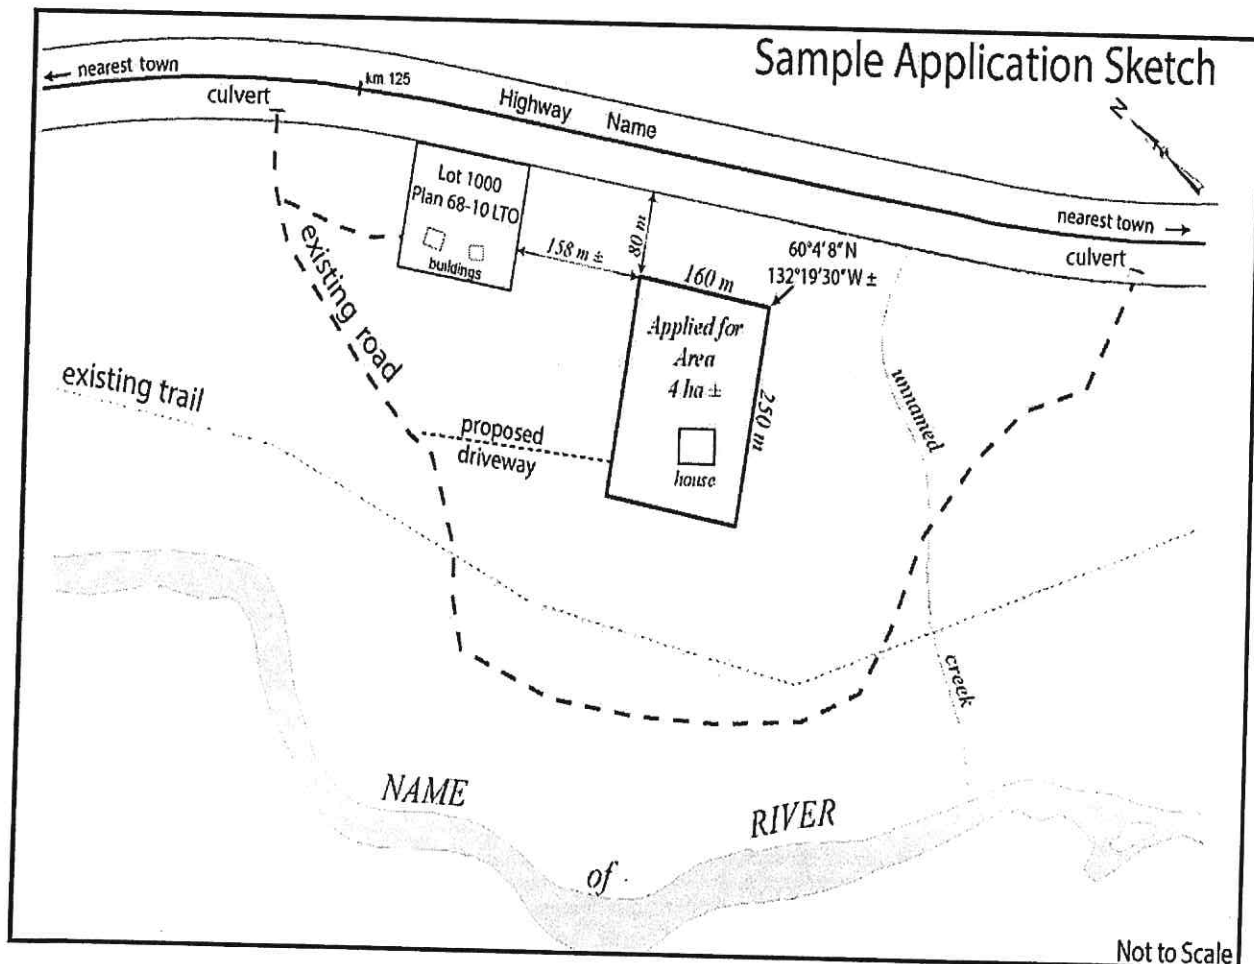 Sample Application Sketch
nearest town
km 125
culvert
Highway Name
N
Lot 1000
Plan 68-10 LTO
buildings
158 m ±
80 m
nearest town
culvert
60°4'8"N
132°19'30"W ±
160 m
Applied for
Area
4 ha ±
250 m
house
existing road
existing trail
proposed
driveway
unnamed
creek
NAME
of
RIVER
Not to Scale